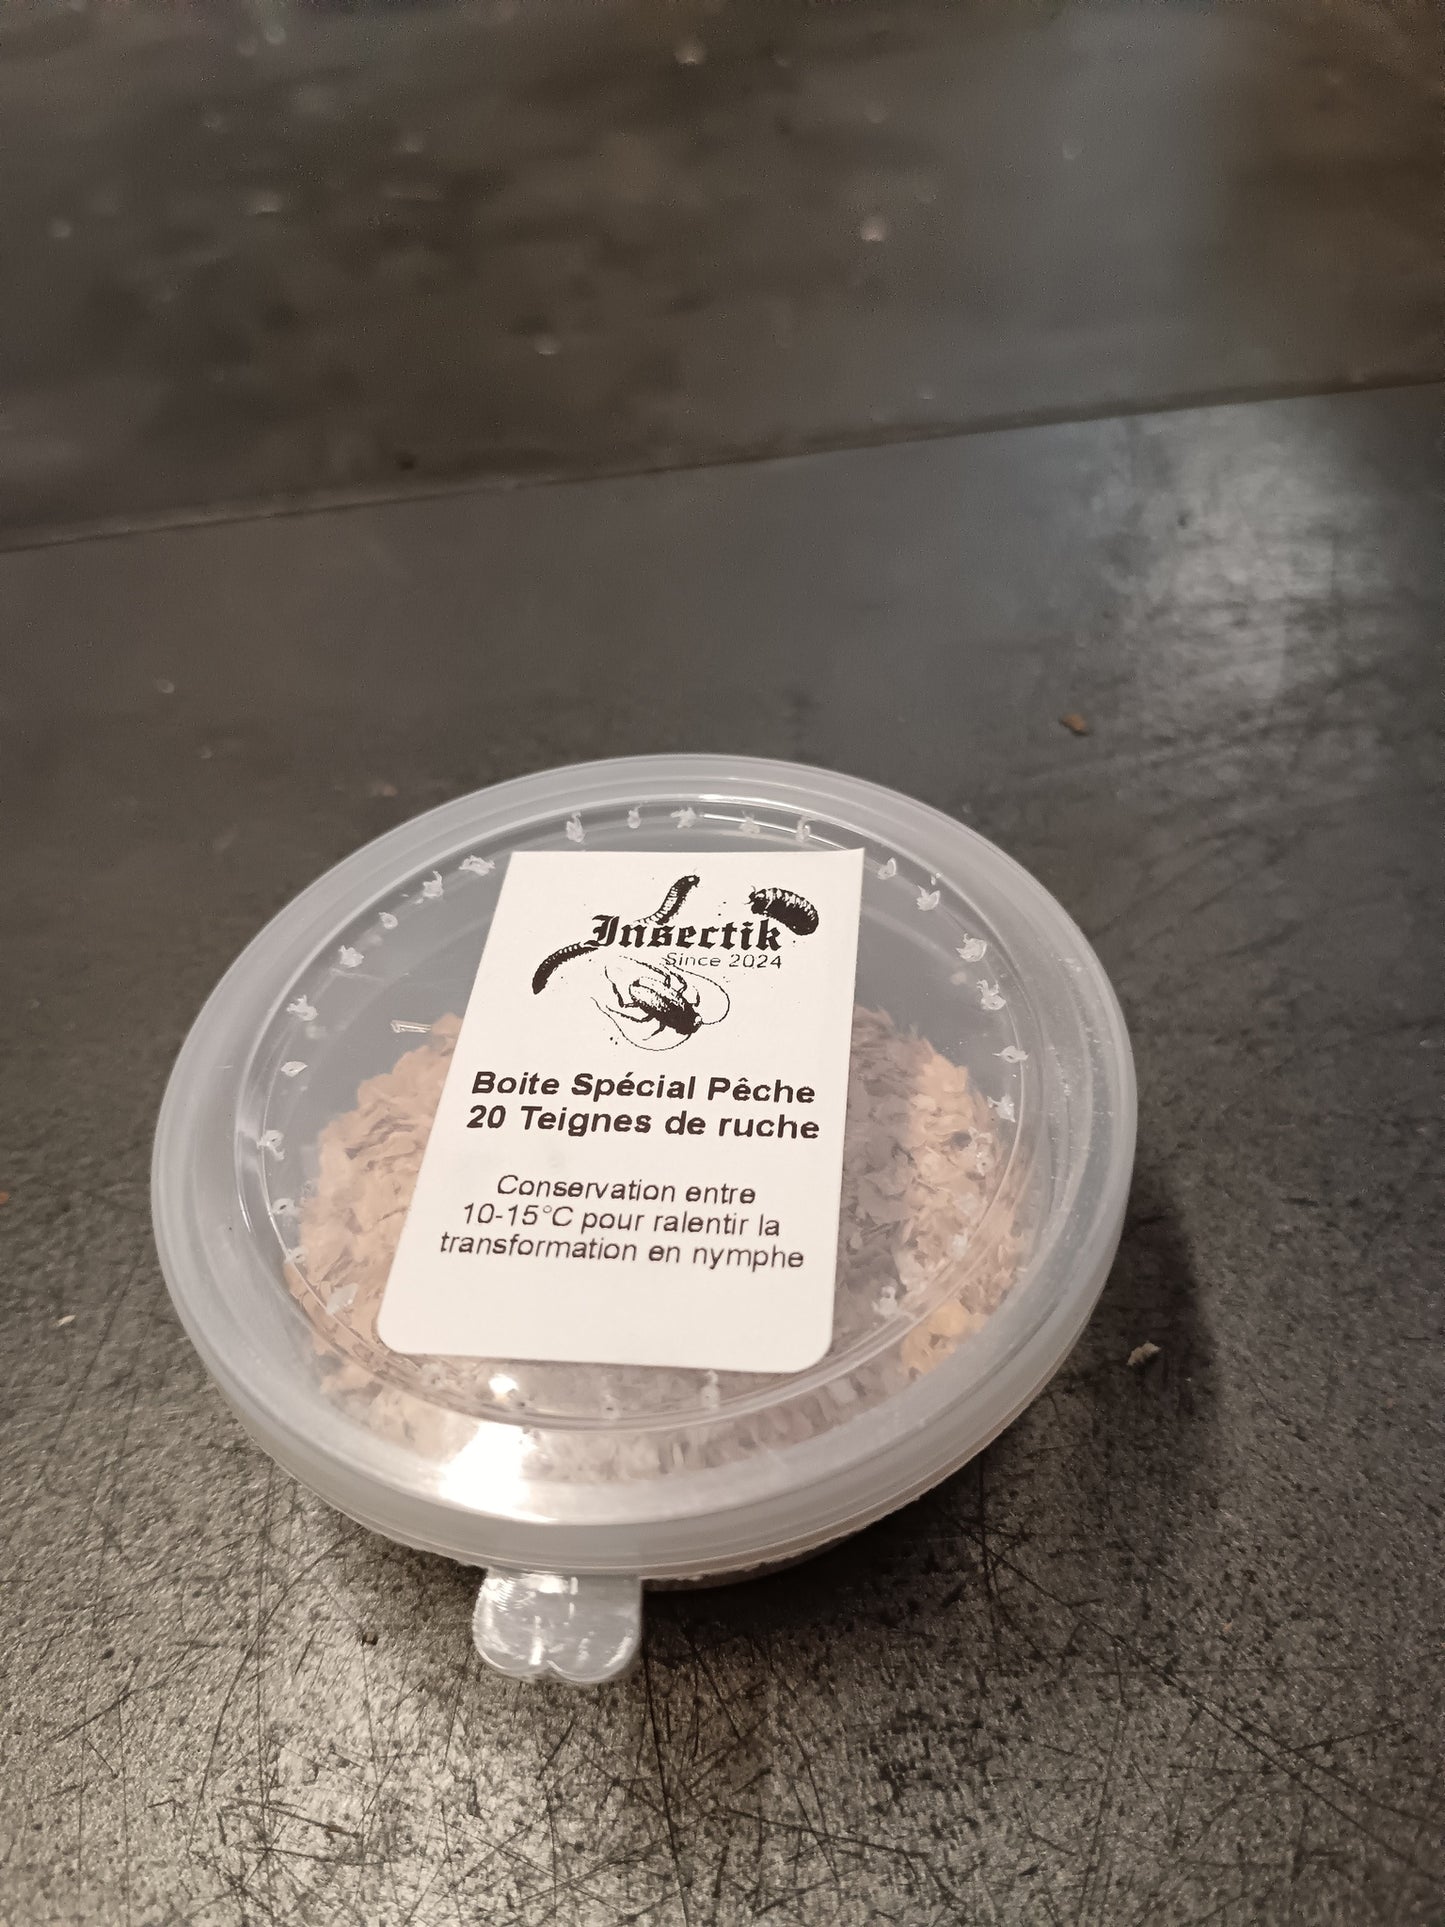 Insectik
Since 2024
Boite Spécial Pêche
20 Teignes de ruche
Conservation entre
10-15°C pour ralentir la
transformation en nymphe